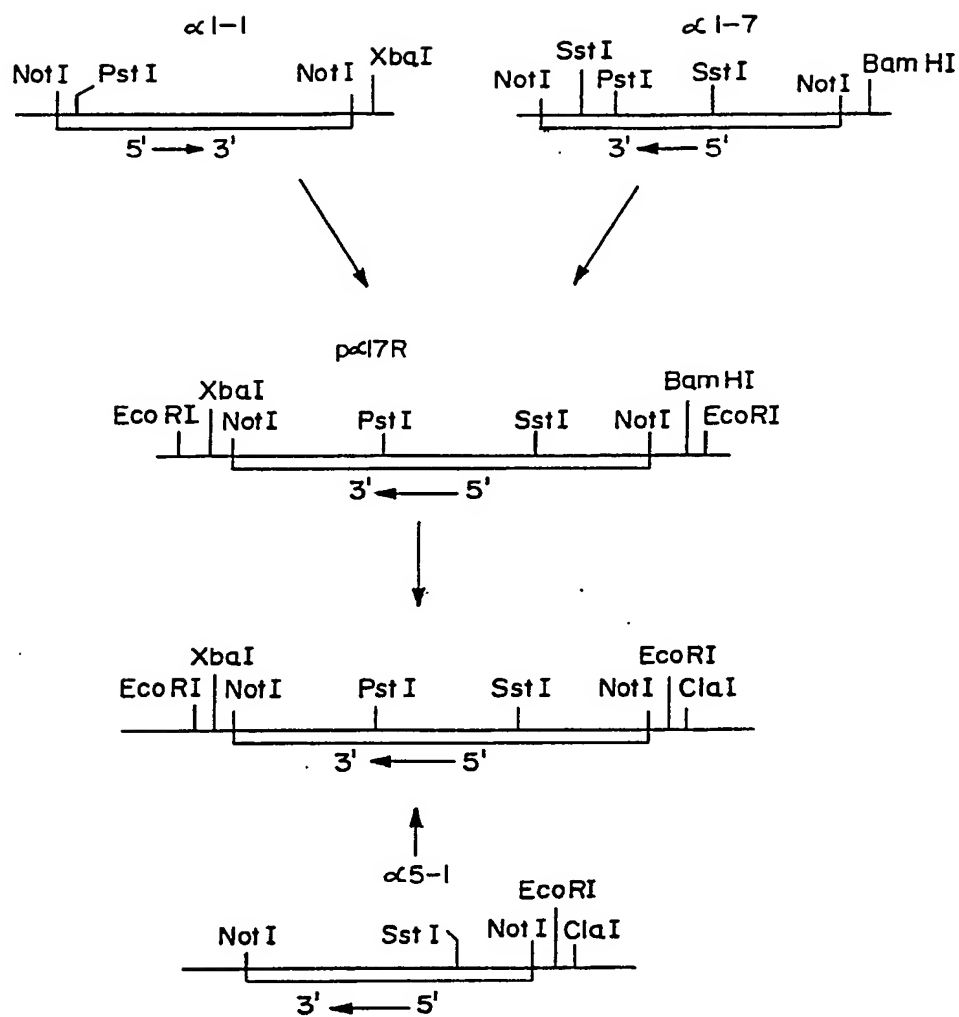 α1-1
NotI PstI NotI XbaI
5' → 3'
α1-7
NotI SstI PstI SstI NotI BamHI
3' ← 5'
pα17R
EcoRI XbaI NotI PstI SstI NotI BamHI EcoRI
3' ← 5'
EcoRI XbaI NotI PstI SstI NotI EcoRI ClaI
3' ← 5'
α5-1
NotI SstI NotI EcoRI ClaI
3' ← 5'